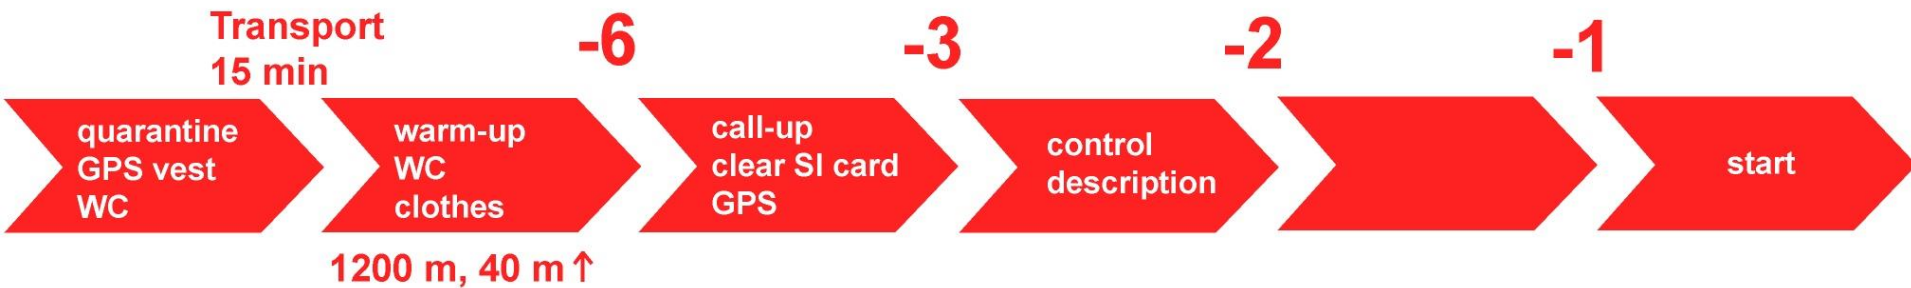 Transport
15 min
-6
-3
-2
-1
quarantine
GPS vest
WC
warm-up
WC
clothes
call-up
clear SI card
GPS
control
description
start
1200 m, 40 m↑